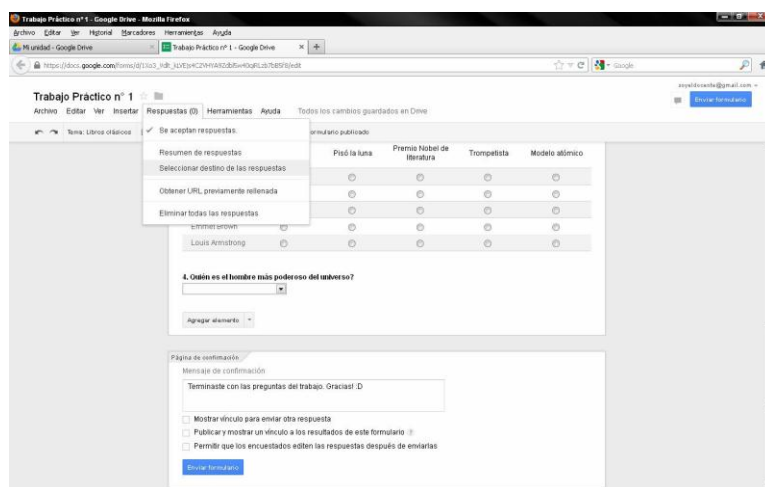 Trabajo Práctico n° 1 - Google Drive - Mozilla Firefox
Archivo Editar Ver Historial Marcadores Herramientas Ayuda
Mi unidad - Google Drive × Trabajo Práctico n° 1 - Google Drive × +
Google
Trabajo Práctico n° 1
Enviar formulario
Archivo Editar Ver Insertar Respuestas (0) Herramientas Ayuda Todos los cambios guardados en Drive
Tema: Libros clásicos
✓ Se aceptan respuestas.
ormulario publicado
Resumen de respuestas
Seleccionar destino de las respuestas
Obtener URL previamente rellenada
Eliminar todas las respuestas
Pisó la luna Premio Nobel de literatura Trompetista Modelo atómico
Emmet Brown
Louis Armstrong
4. Quién es el hombre más poderoso del universo?
Agregar elemento
Página de confirmación
Mensaje de confirmación
Terminaste con las preguntas del trabajo. Gracias! :D
Mostrar vínculo para enviar otra respuesta
Publicar y mostrar un vínculo a los resultados de este formulario ?
Permitir que los encuestados editen las respuestas después de enviarlas
Enviar formulario